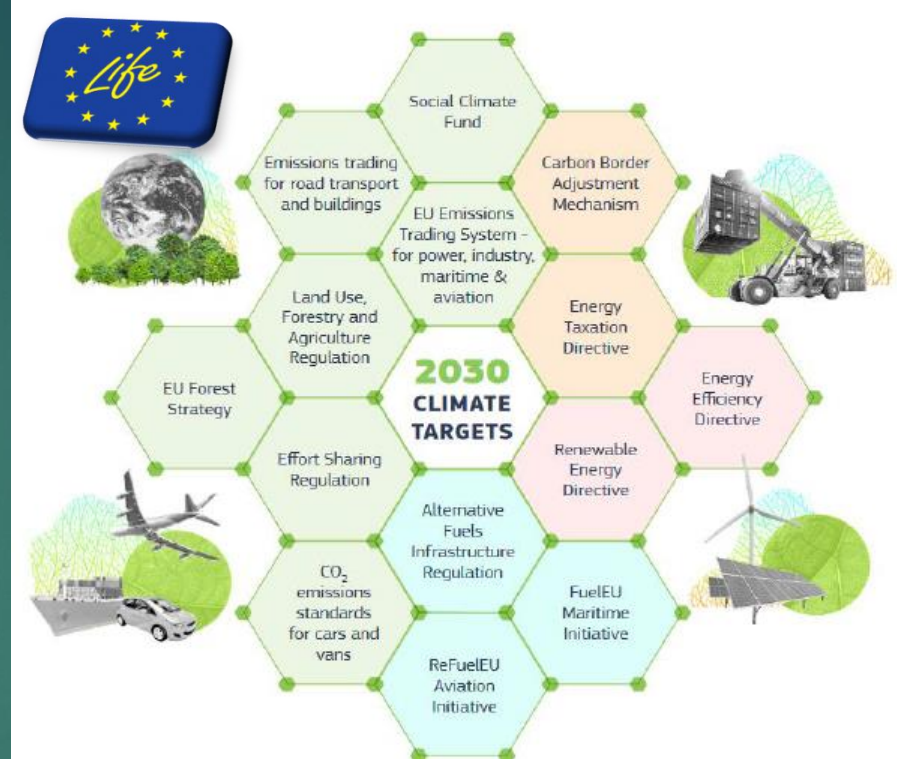 Life
Social Climate
Fund
Emissions trading
for road transport
and buildings
Carbon Border
Adjustment
Mechanism
EU Emissions
Trading System –
for power, industry,
maritime &
aviation
Land Use,
Forestry and
Agriculture
Regulation
Energy
Taxation
Directive
EU Forest
Strategy
2030
CLIMATE
TARGETS
Energy
Efficiency
Directive
Effort Sharing
Regulation
Renewable
Energy
Directive
Alternative
Fuels
Infrastructure
Regulation
CO₂
emissions
standards
for cars and
vans
FuelEU
Maritime
Initiative
ReFuelEU
Aviation
Initiative